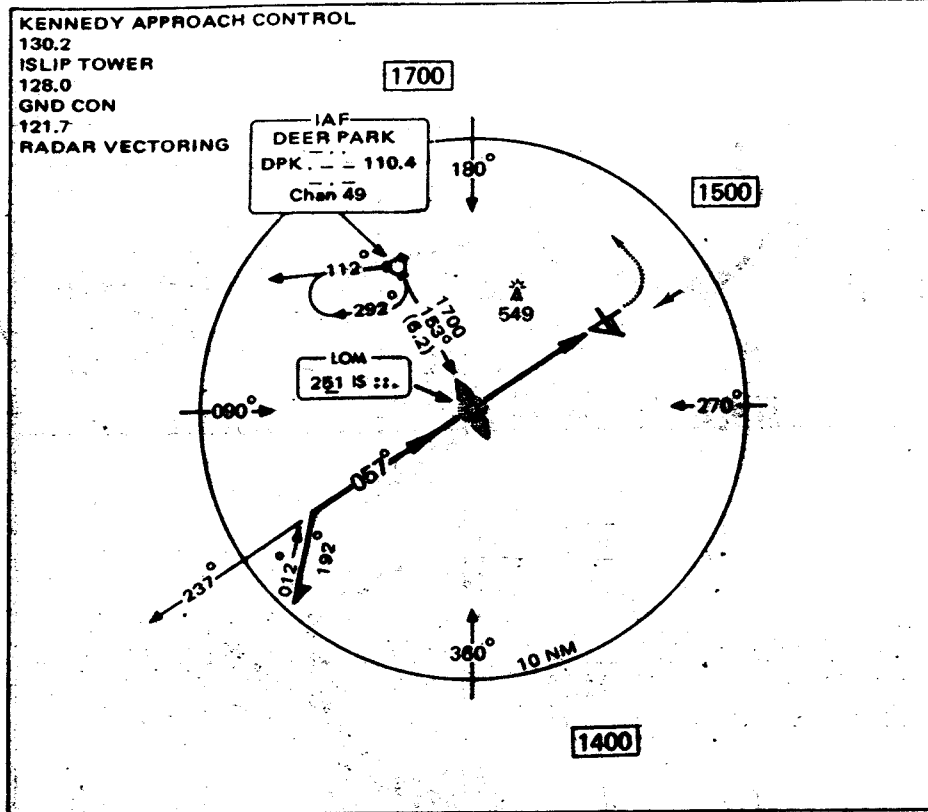 KENNEDY APPROACH CONTROL
130.2
ISLIP TOWER
128.0
GND CON
121.7
RADAR VECTORING
1700
IAF
DEER PARK
DPK 110.4
Chan 49
180°
1500
112°
292°
1700
153°
(6.2)
549
LOM
251 IS
090°
270°
057°
012°
192°
237°
360°
10 NM
1400